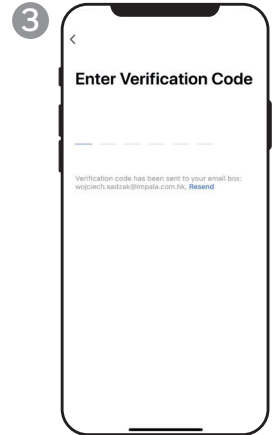 3
Enter Verification Code
Verification code has been sent to your email box:
wojciech.sadzak@impala.com.hk, Resend